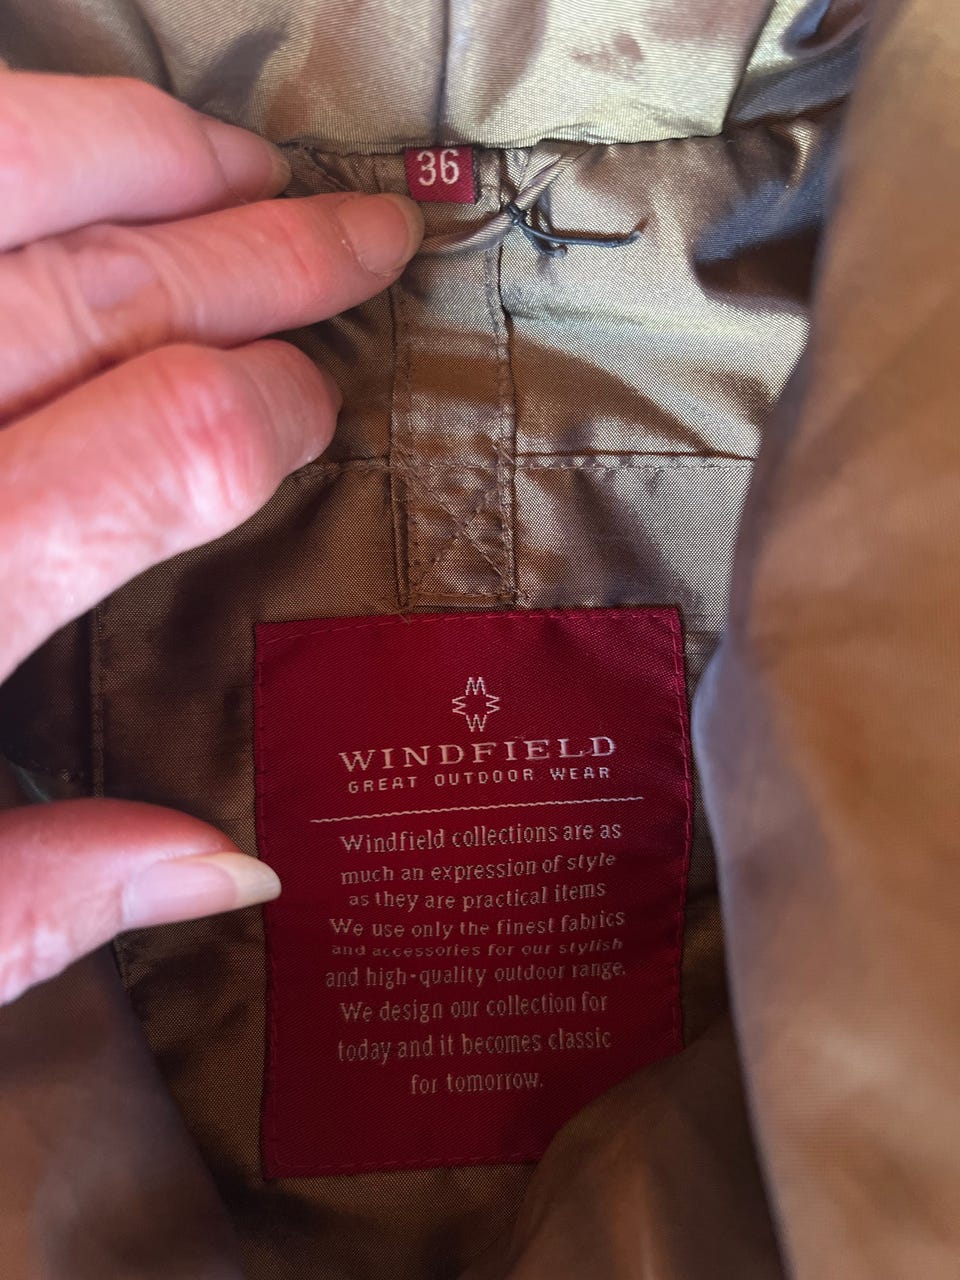 36
WINDFIELD
GREAT OUTDOOR WEAR
Windfield collections are as
much an expression of style
as they are practical items
We use only the finest fabrics
and accessories for our stylish
and high-quality outdoor range.
We design our collection for
today and it becomes classic
for tomorrow.